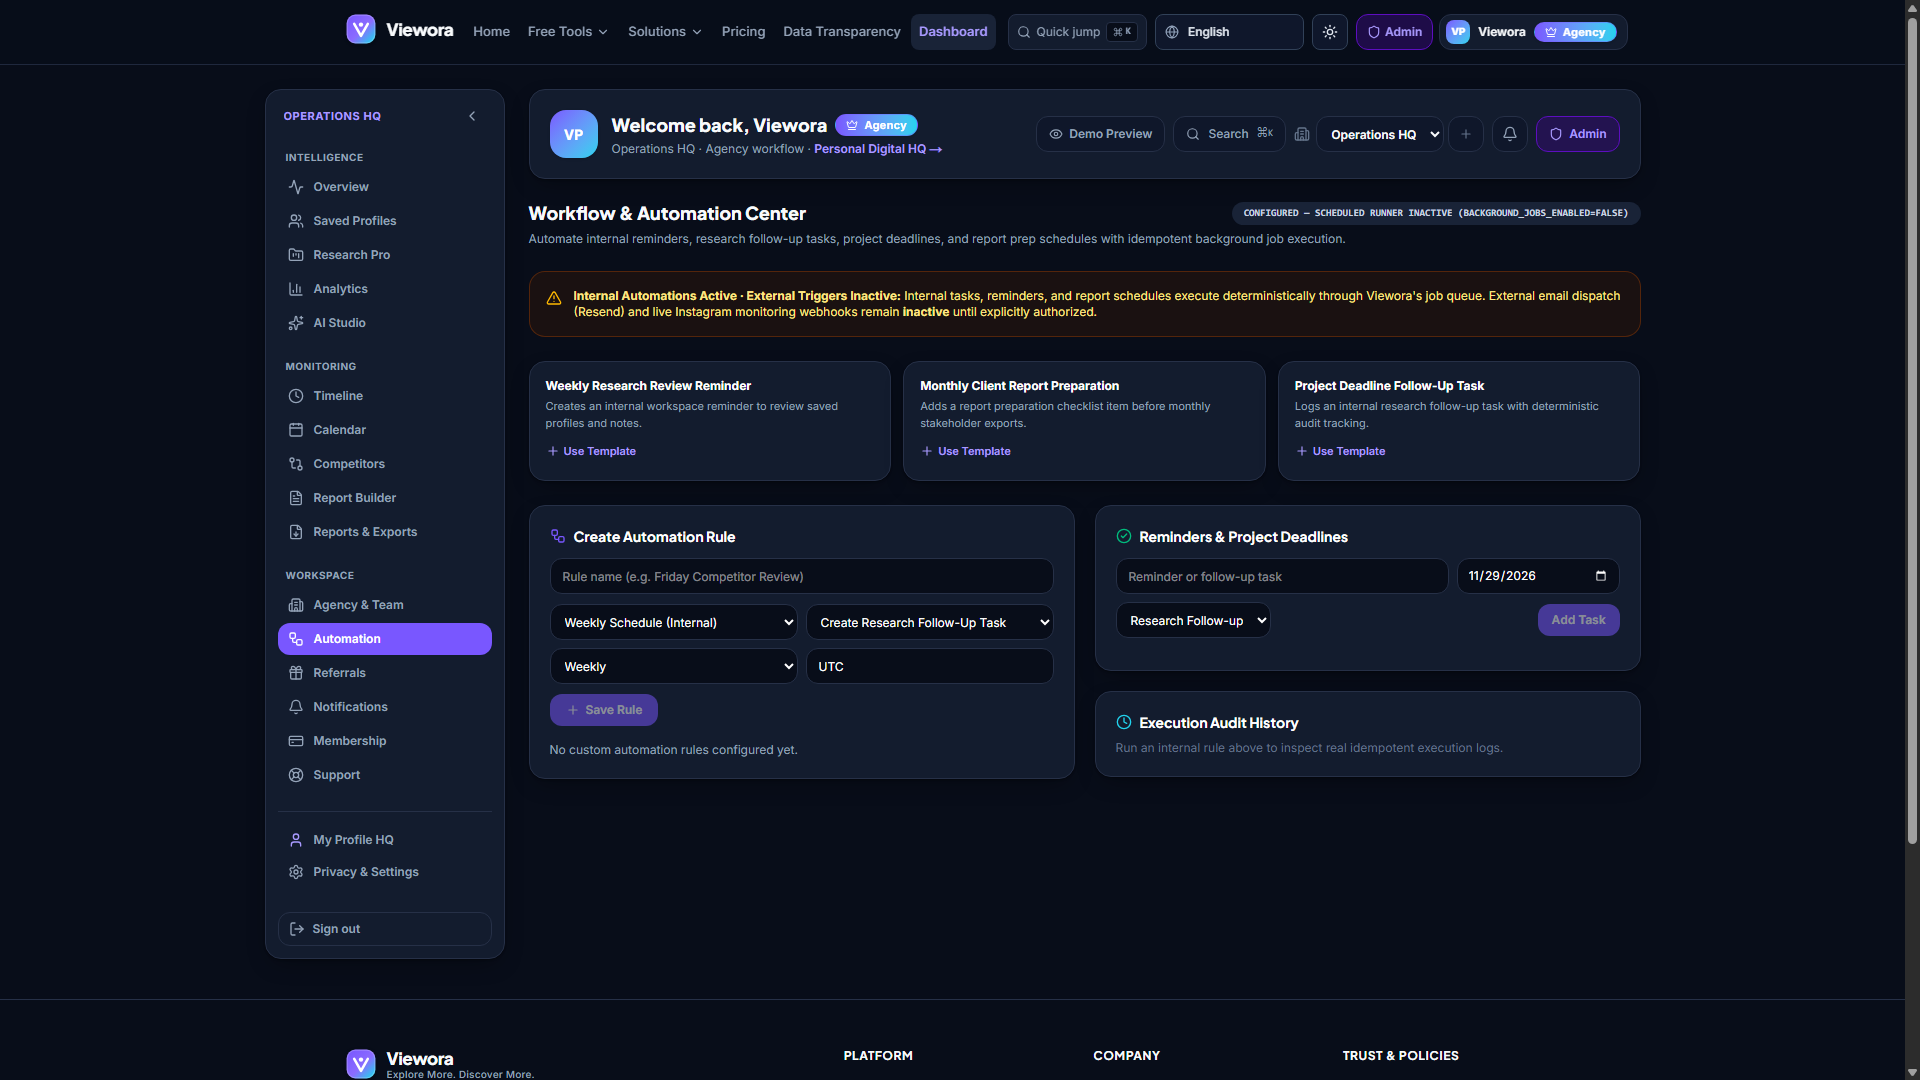 Viewora
Home
Free Tools
Solutions
Pricing
Data Transparency
Dashboard
Quick jump ⌘ K
English
Admin
VP Viewora Agency
OPERATIONS HQ
INTELLIGENCE
Overview
Saved Profiles
Research Pro
Analytics
AI Studio
MONITORING
Timeline
Calendar
Competitors
Report Builder
Reports & Exports
WORKSPACE
Agency & Team
Automation
Referrals
Notifications
Membership
Support
My Profile HQ
Privacy & Settings
Sign out
VP
Welcome back, Viewora Agency
Operations HQ · Agency workflow · Personal Digital HQ →
Demo Preview
Search ⌘K
Operations HQ
Admin
Workflow & Automation Center
CONFIGURED — SCHEDULED RUNNER INACTIVE (BACKGROUND_JOBS_ENABLED=FALSE)
Automate internal reminders, research follow-up tasks, project deadlines, and report prep schedules with idempotent background job execution.
Internal Automations Active · External Triggers Inactive: Internal tasks, reminders, and report schedules execute deterministically through Viewora's job queue. External email dispatch
(Resend) and live Instagram monitoring webhooks remain inactive until explicitly authorized.
Weekly Research Review Reminder
Creates an internal workspace reminder to review saved
profiles and notes.
+ Use Template
Monthly Client Report Preparation
Adds a report preparation checklist item before monthly
stakeholder exports.
+ Use Template
Project Deadline Follow-Up Task
Logs an internal research follow-up task with deterministic
audit tracking.
+ Use Template
Create Automation Rule
Rule name (e.g. Friday Competitor Review)
Weekly Schedule (Internal)
Create Research Follow-Up Task
Weekly
UTC
+ Save Rule
No custom automation rules configured yet.
Reminders & Project Deadlines
Reminder or follow-up task
11/29/2026
Research Follow-up
Add Task
Execution Audit History
Run an internal rule above to inspect real idempotent execution logs.
Viewora
Explore More. Discover More.
PLATFORM
COMPANY
TRUST & POLICIES